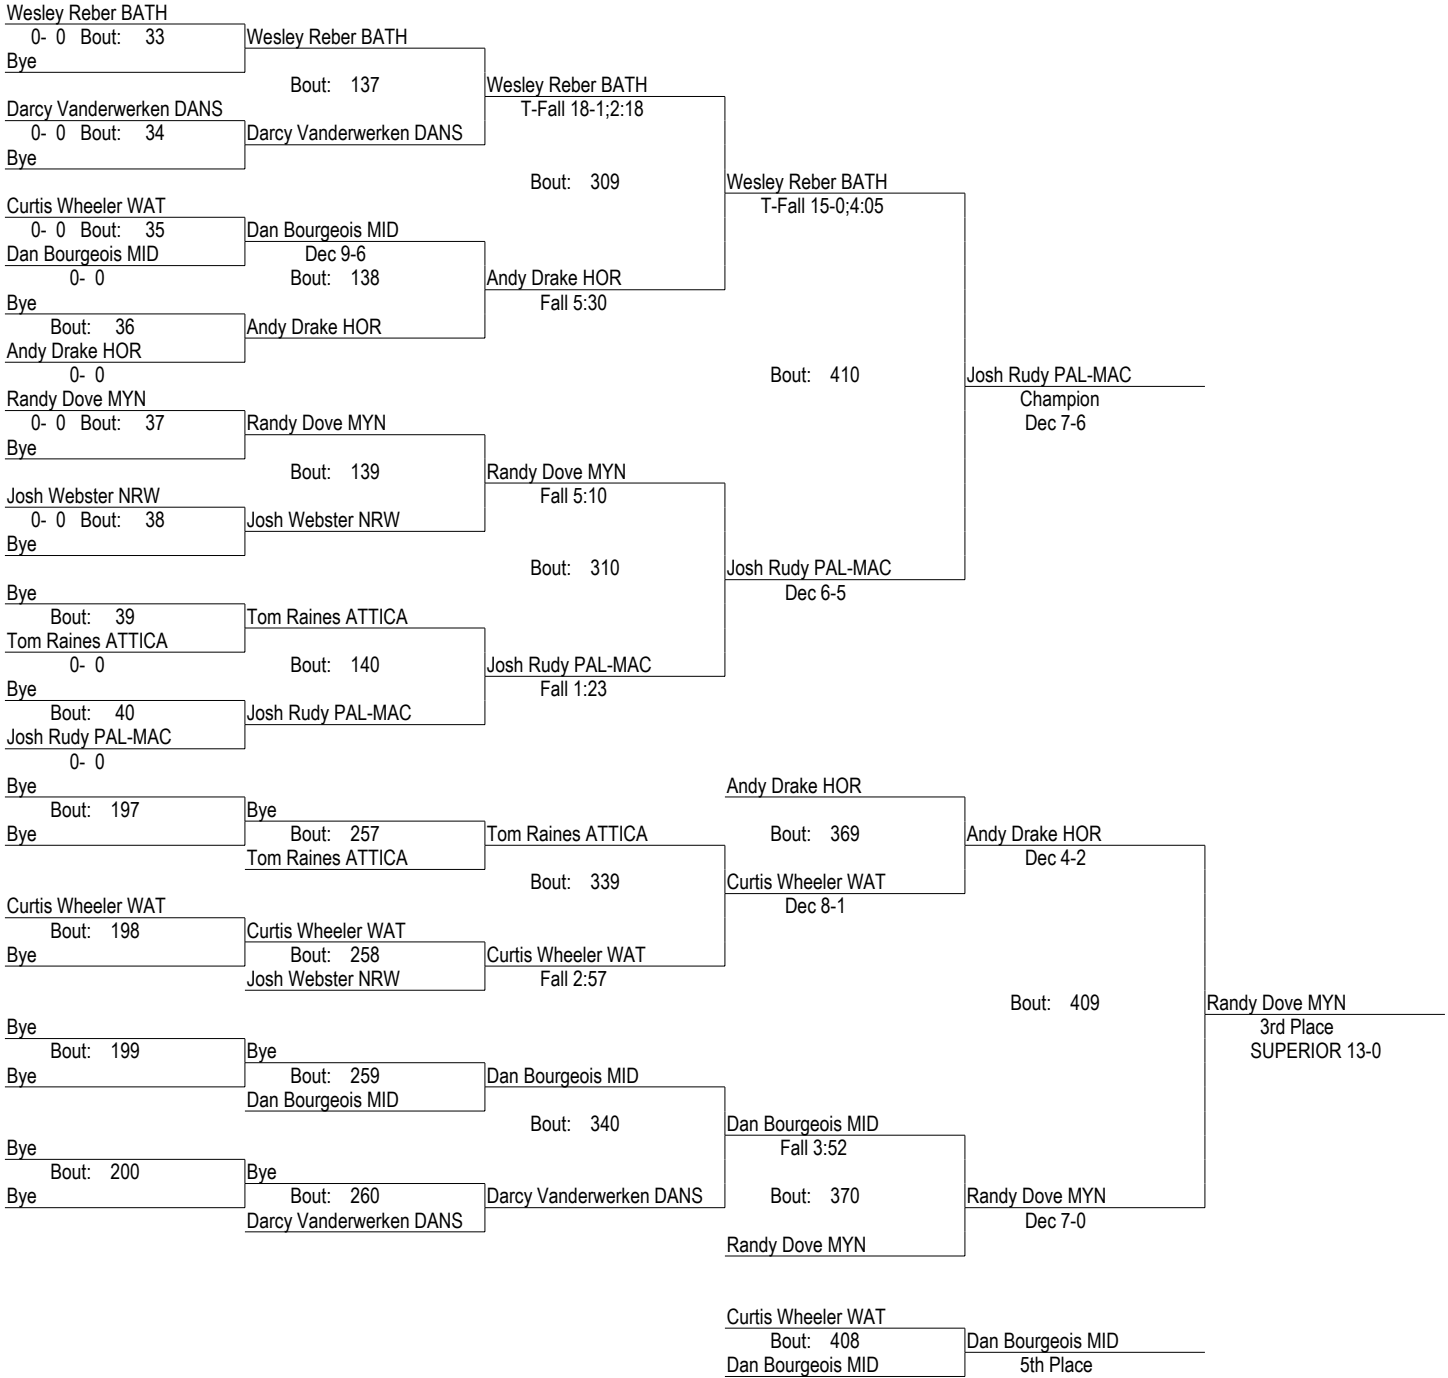 Wesley Reber BATH
0- 0 Bout: 33
Bye
Wesley Reber BATH
Bout: 137
Darcy Vanderwerken DANS
0- 0 Bout: 34
Bye
Darcy Vanderwerken DANS
Wesley Reber BATH
T-Fall 18-1;2:18
Bout: 309
Curtis Wheeler WAT
0- 0 Bout: 35
Dan Bourgeois MID
0- 0
Dan Bourgeois MID
Dec 9-6
Bout: 138
Bye
Bout: 36
Andy Drake HOR
0- 0
Andy Drake HOR
Andy Drake HOR
Fall 5:30
Wesley Reber BATH
T-Fall 15-0;4:05
Bout: 410
Randy Dove MYN
0- 0 Bout: 37
Bye
Randy Dove MYN
Bout: 139
Josh Webster NRW
0- 0 Bout: 38
Bye
Josh Webster NRW
Randy Dove MYN
Fall 5:10
Bout: 310
Bye
Bout: 39
Tom Raines ATTICA
0- 0
Tom Raines ATTICA
Bout: 140
Bye
Bout: 40
Josh Rudy PAL-MAC
0- 0
Josh Rudy PAL-MAC
Josh Rudy PAL-MAC
Fall 1:23
Josh Rudy PAL-MAC
Dec 6-5
Josh Rudy PAL-MAC
Champion
Dec 7-6
Bye
Bout: 197
Bye
Bye
Bout: 257
Tom Raines ATTICA
Tom Raines ATTICA
Bout: 339
Curtis Wheeler WAT
Bout: 198
Bye
Curtis Wheeler WAT
Bout: 258
Josh Webster NRW
Curtis Wheeler WAT
Fall 2:57
Andy Drake HOR
Bout: 369
Curtis Wheeler WAT
Dec 8-1
Andy Drake HOR
Dec 4-2
Bout: 409
Bye
Bout: 199
Bye
Bye
Bout: 259
Dan Bourgeois MID
Dan Bourgeois MID
Bout: 340
Bye
Bout: 200
Bye
Bye
Bout: 260
Darcy Vanderwerken DANS
Darcy Vanderwerken DANS
Dan Bourgeois MID
Fall 3:52
Bout: 370
Randy Dove MYN
Randy Dove MYN
Dec 7-0
Randy Dove MYN
3rd Place
SUPERIOR 13-0
Curtis Wheeler WAT
Bout: 408
Dan Bourgeois MID
Dan Bourgeois MID
5th Place